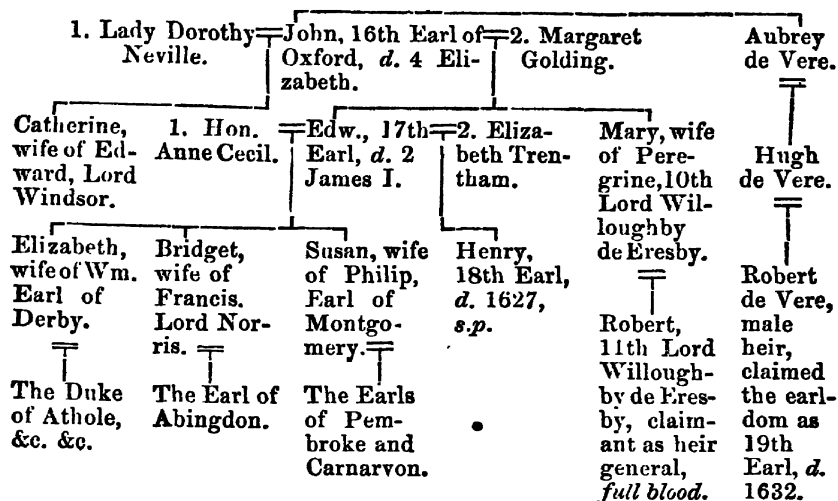 1. Lady Dorothy
Neville.
John, 16th Earl of
Oxford, d. 4 Eli-
zabeth.
2. Margaret
Golding.
Aubrey
de Vere.
Catherine,
wife of Ed-
ward, Lord
Windsor.
1. Hon.
Anne Cecil.
Edw., 17th
Earl, d. 2
James I.
2. Eliza-
beth Tren-
tham.
Mary, wife
of Pere-
grine, 10th
Lord Wil-
loughby
de Eresby.
Hugh
de Vere.
Elizabeth,
wife of Wm.
Earl of
Derby.
Bridget,
wife of
Francis.
Lord Nor-
ris.
Susan, wife
of Philip,
Earl of
Montgo-
mery.
Henry,
18th Earl,
d. 1627,
s.p.
Robert
de Vere,
male
heir,
claimed
the earl-
dom as
19th
Earl, d.
1632.
The Duke
of Athole,
&c. &c.
The Earl of
Abingdon.
The Earls
of Pem-
broke and
Carnarvon.
Robert,
11th Lord
Willough-
by de Eres-
by, claim-
ant as heir
general,
full blood.